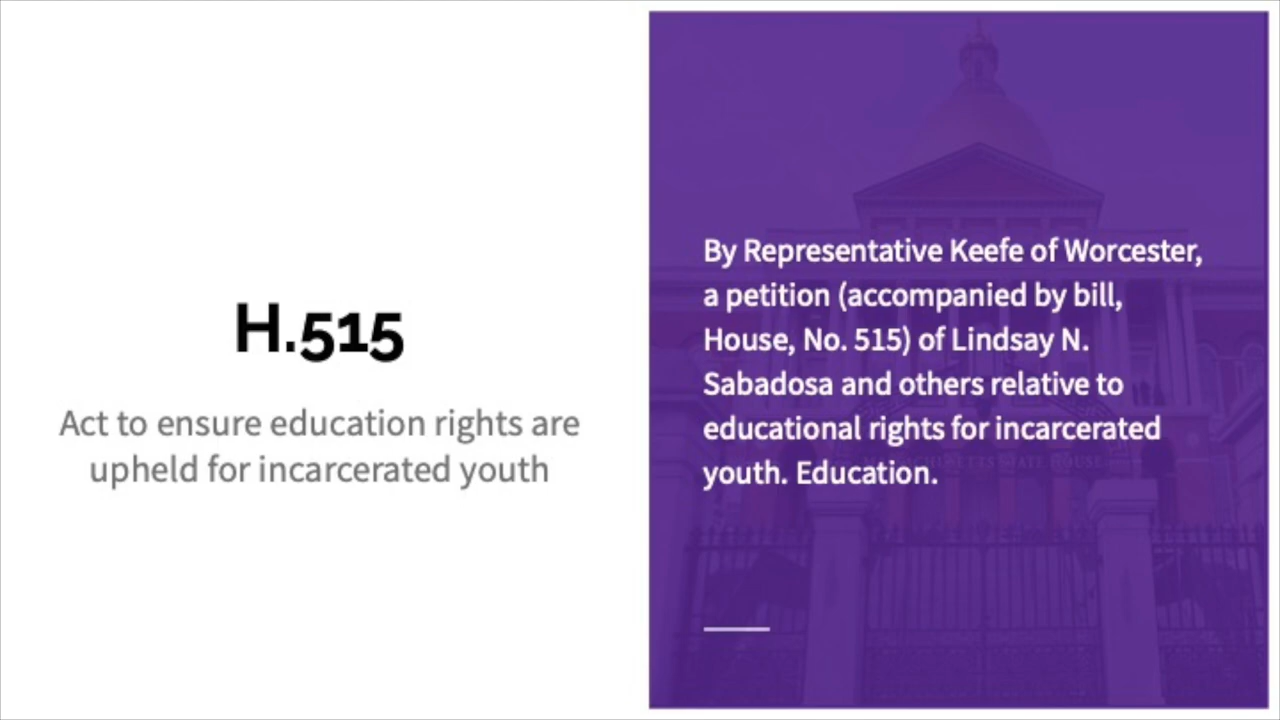 H.515
Act to ensure education rights are
upheld for incarcerated youth
By Representative Keefe of Worcester,
a petition (accompanied by bill,
House, No. 515) of Lindsay N.
Sabadosa and others relative to
educational rights for incarcerated
youth. Education.